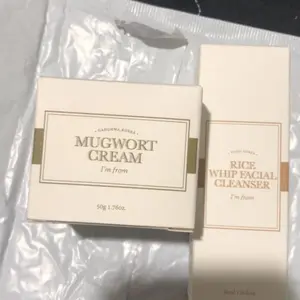 MUGWORT
CREAM
I'm from
50g 1.76oz.
RICE
WHIP FACIAL
CLEANSER
I'm from